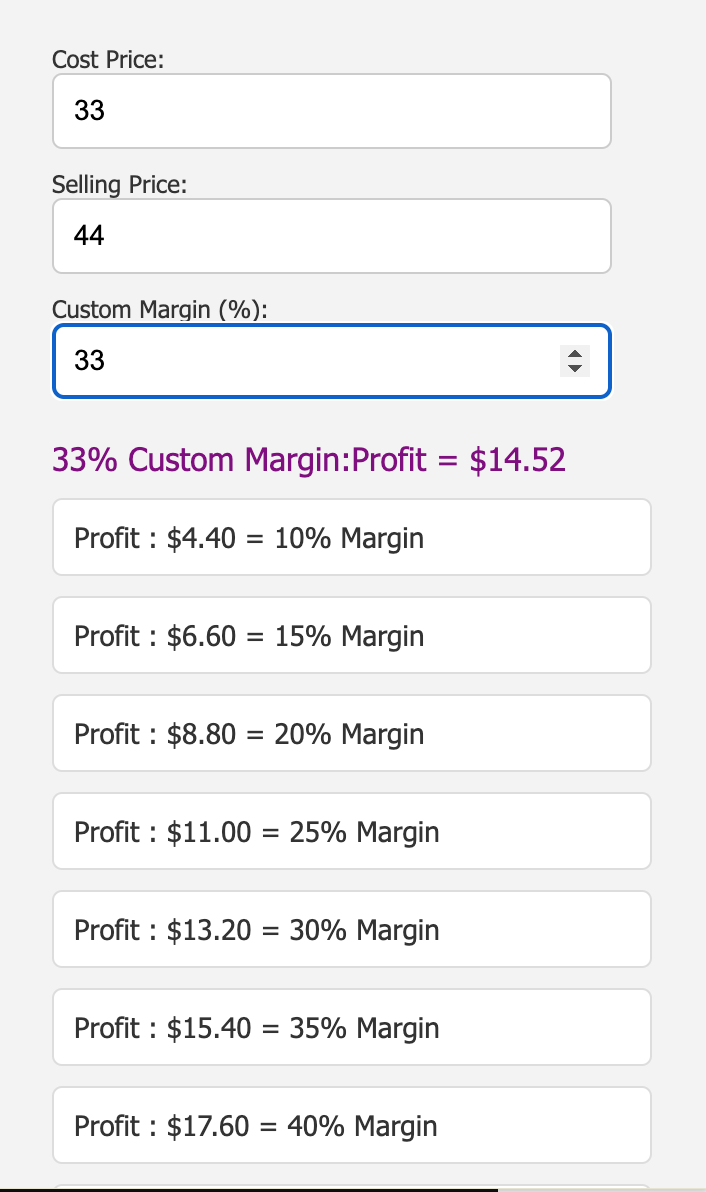 Cost Price:
33
Selling Price:
44
Custom Margin (%):
33
33% Custom Margin:Profit = $14.52
Profit : $4.40 = 10% Margin
Profit : $6.60 = 15% Margin
Profit : $8.80 = 20% Margin
Profit : $11.00 = 25% Margin
Profit : $13.20 = 30% Margin
Profit : $15.40 = 35% Margin
Profit : $17.60 = 40% Margin